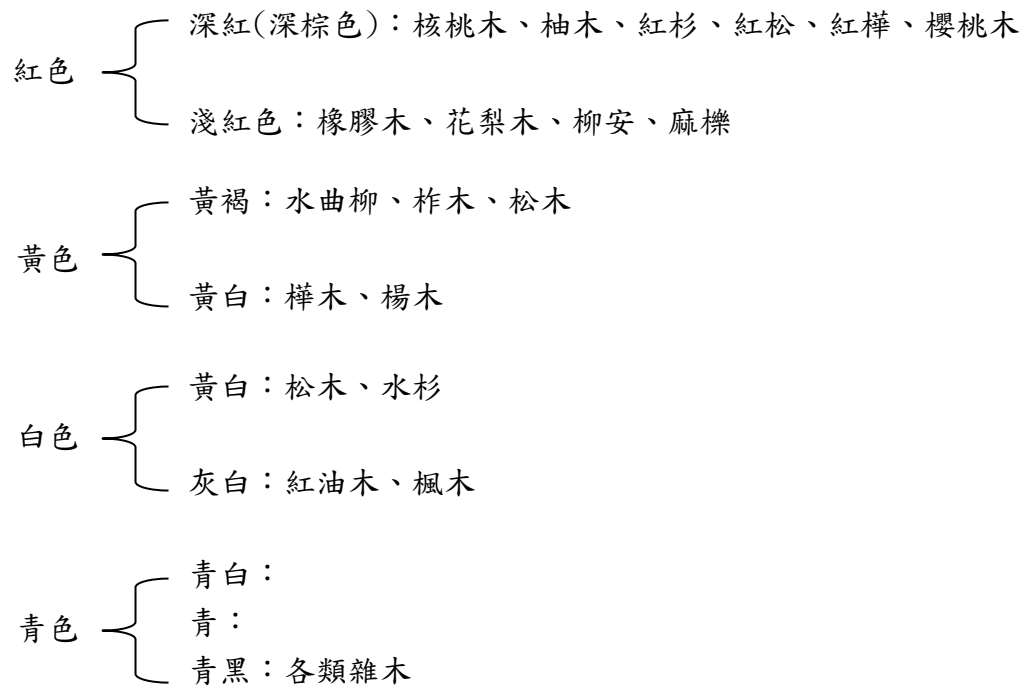 紅色
深紅(深棕色)：核桃木、柚木、紅杉、紅松、紅樺、櫻桃木
淺紅色：橡膠木、花梨木、柳安、麻櫟
黃色
黃褐：水曲柳、柞木、松木
黃白：樺木、楊木
白色
黃白：松木、水杉
灰白：紅油木、楓木
青色
青白：
青：
青黑：各類雜木